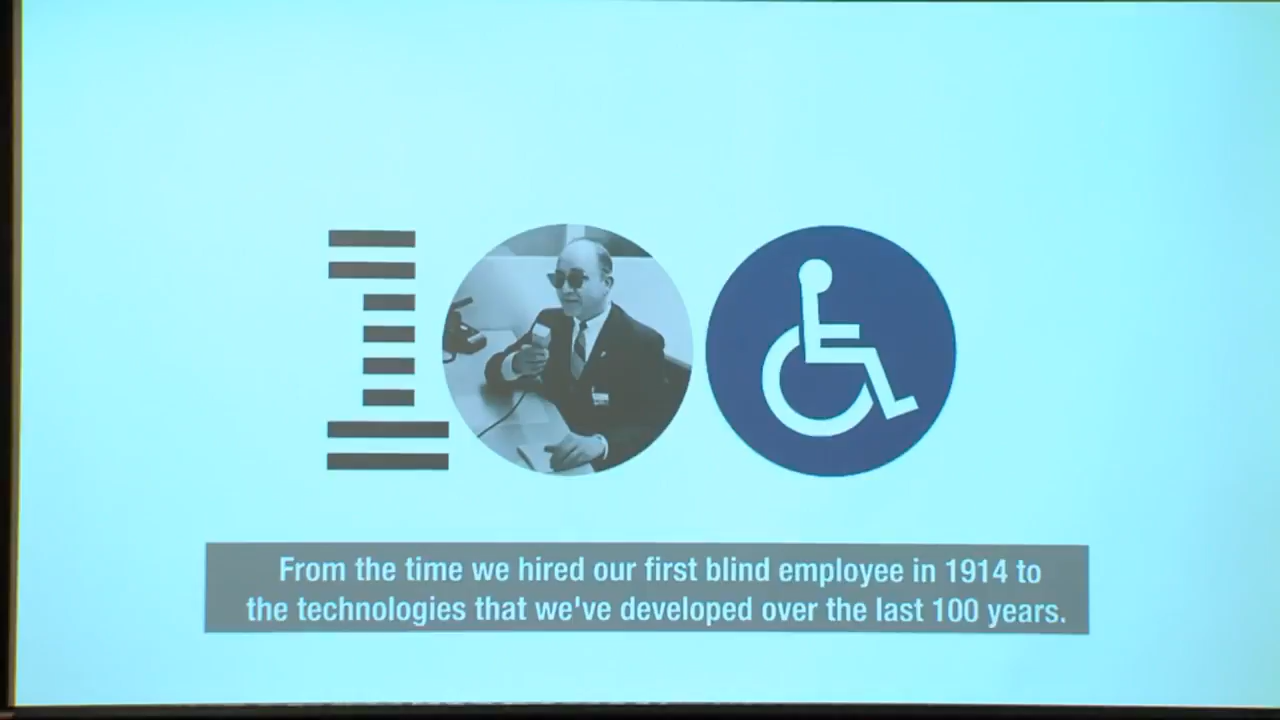 100
From the time we hired our first blind employee in 1914 to
the technologies that we've developed over the last 100 years.